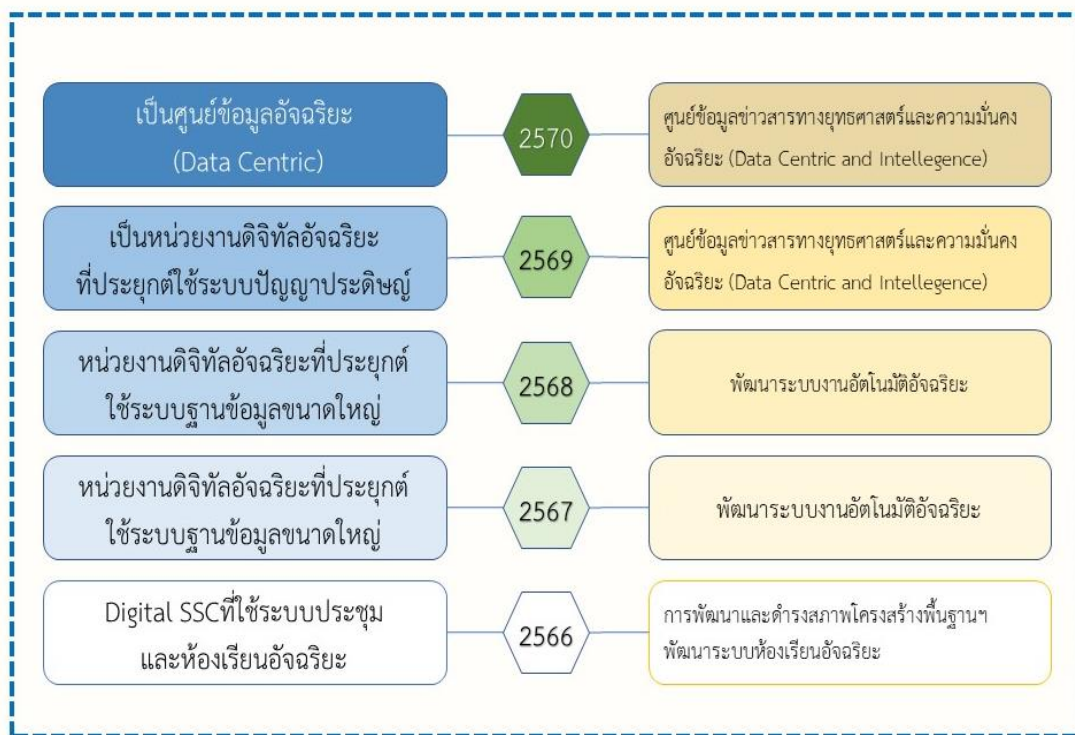 เป็นศูนย์ข้อมูลอัจฉริยะ
(Data Centric)
2570
ศูนย์ข้อมูลข่าวสารทางยุทธศาสตร์และความมั่นคง
อัจฉริยะ (Data Centric and Intellegence)
เป็นหน่วยงานดิจิทัลอัจฉริยะ
ที่ประยุกต์ใช้ระบบปัญญาประดิษญ์
2569
ศูนย์ข้อมูลข่าวสารทางยุทธศาสตร์และความมั่นคง
อัจฉริยะ (Data Centric and Intellegence)
หน่วยงานดิจิทัลอัจฉริยะที่ประยุกต์
ใช้ระบบฐานข้อมูลขนาดใหญ่
2568
พัฒนาระบบงานอัตโนมัติอัจฉริยะ
หน่วยงานดิจิทัลอัจฉริยะที่ประยุกต์
ใช้ระบบฐานข้อมูลขนาดใหญ่
2567
พัฒนาระบบงานอัตโนมัติอัจฉริยะ
Digital SSCที่ใช้ระบบประชุม
และห้องเรียนอัจฉริยะ
2566
การพัฒนาและดำรงสภาพโครงสร้างพื้นฐานฯ
พัฒนาระบบห้องเรียนอัจฉริยะ